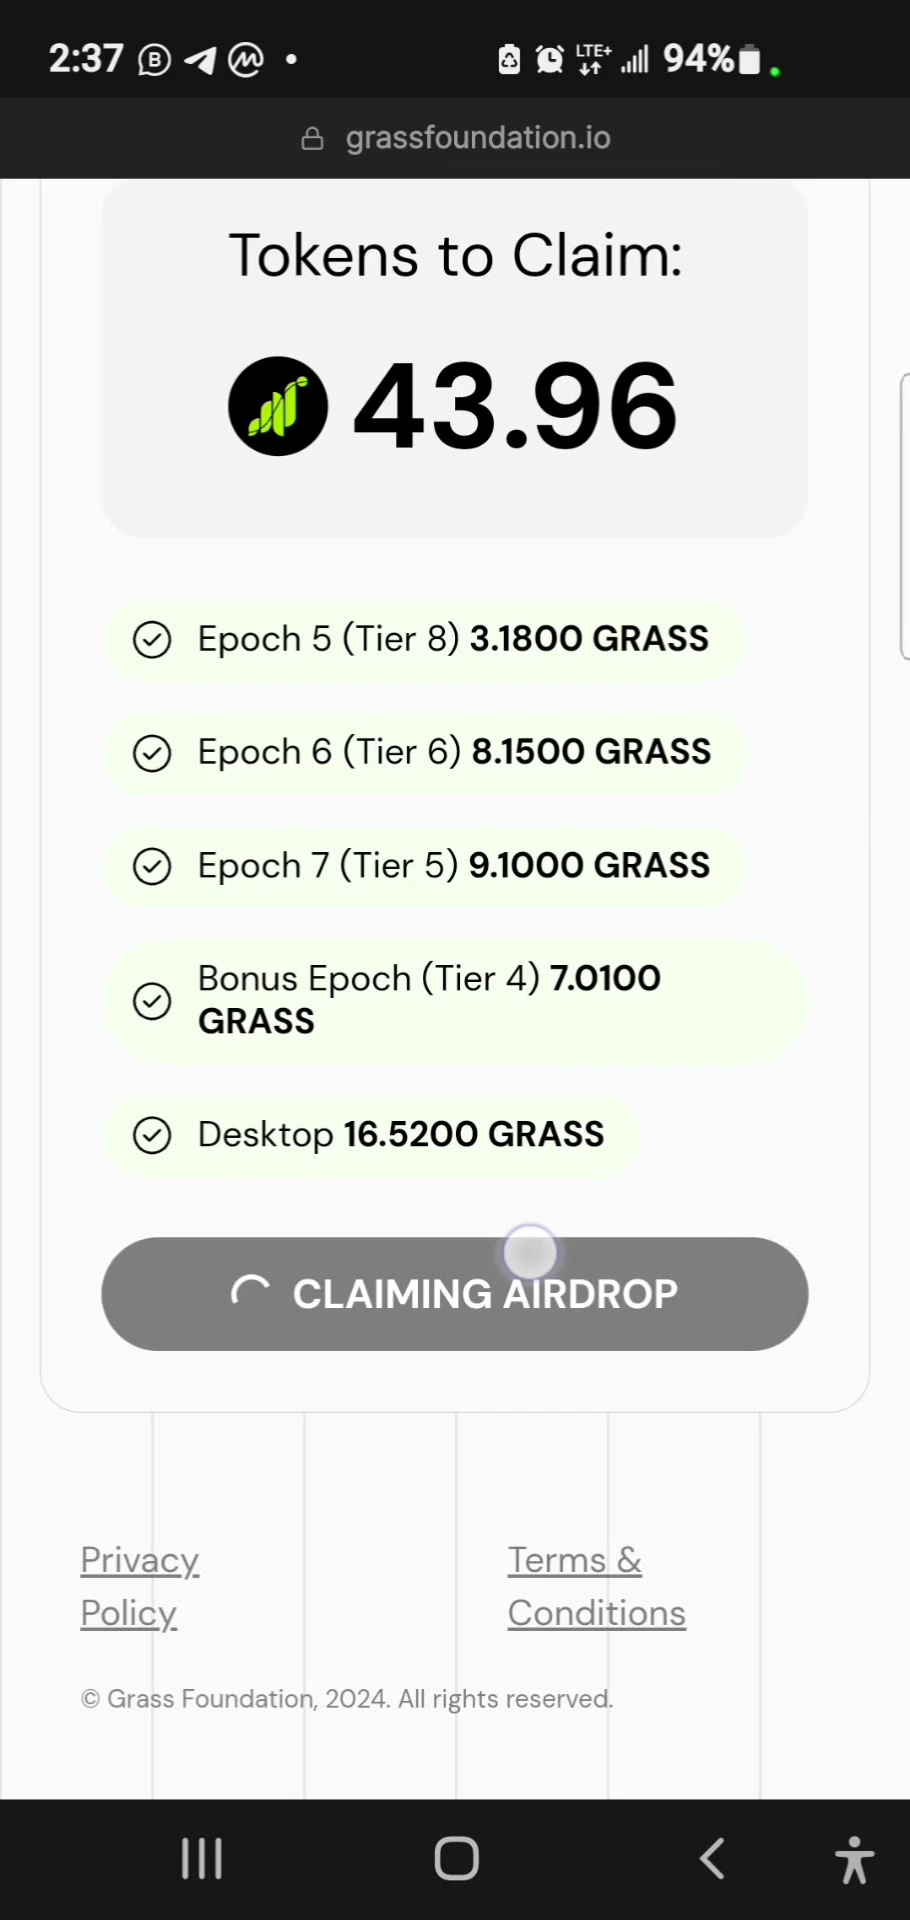 2:37 LTE+ 94%
grassfoundation.io
Tokens to Claim:
43.96
Epoch 5 (Tier 8) 3.1800 GRASS
Epoch 6 (Tier 6) 8.1500 GRASS
Epoch 7 (Tier 5) 9.1000 GRASS
Bonus Epoch (Tier 4) 7.0100
GRASS
Desktop 16.5200 GRASS
CLAIMING AIRDROP
Privacy
Policy
Terms &
Conditions
© Grass Foundation, 2024. All rights reserved.